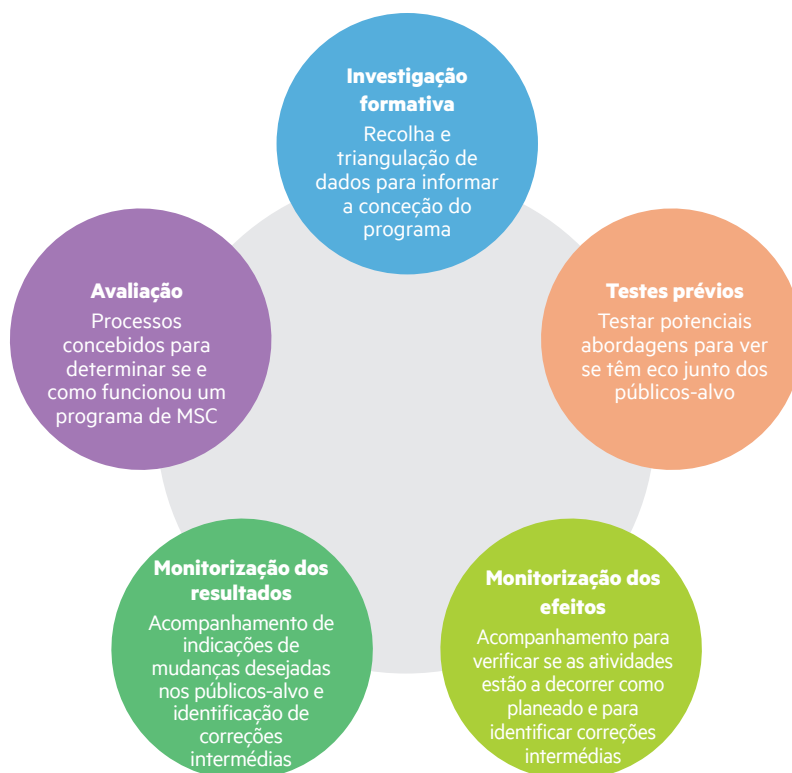 Investigação
formativa
Recolha e
triangulação de
dados para informar
a conceção do
programa
Testes prévios
Testar potenciais
abordagens para ver
se têm eco junto dos
públicos-alvo
Monitorização dos
efeitos
Acompanhamento para
verificar se as atividades
estão a decorrer como
planeado e para
identificar correções
intermédias
Monitorização dos
resultados
Acompanhamento de
indicações de
mudanças desejadas
nos públicos-alvo e
identificação de
correções
intermédias
Avaliação
Processos
concebidos para
determinar se e
como funcionou um
programa de MSC